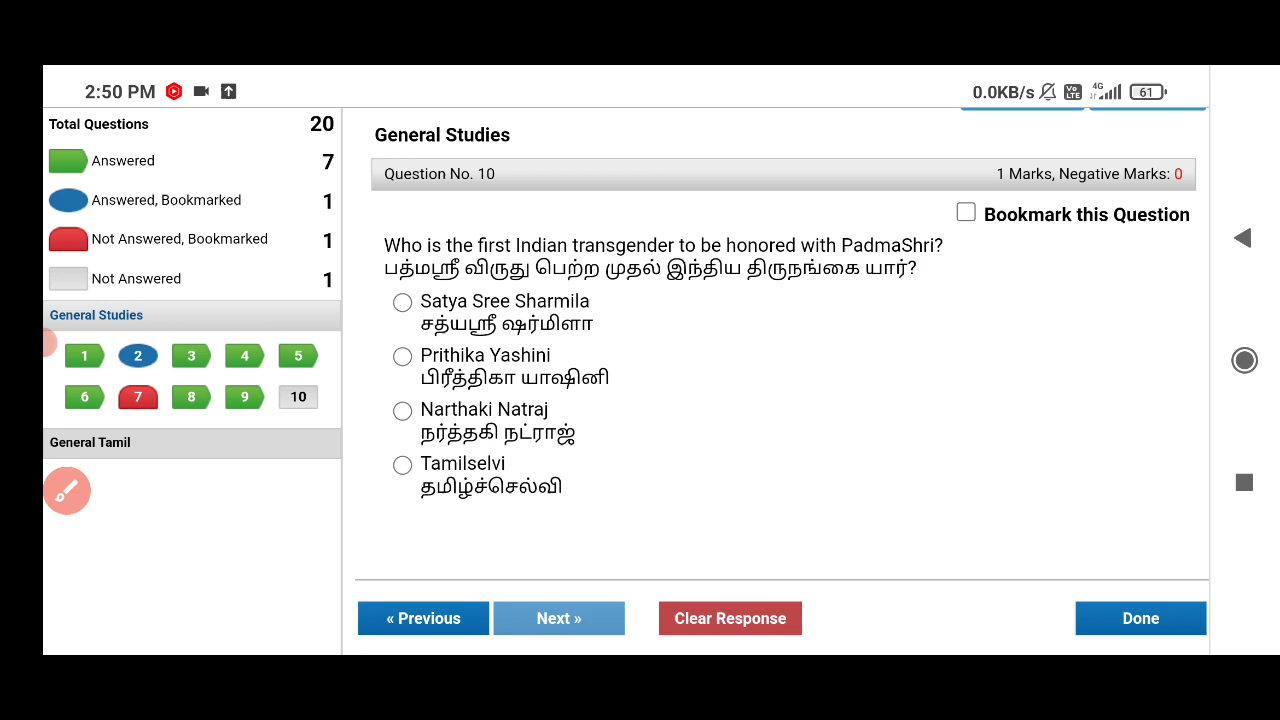 2:50 PM
0.0KB/s
Vo LTE
4G
61
Total Questions 20
Answered 7
Answered, Bookmarked 1
Not Answered, Bookmarked 1
Not Answered 1
General Studies
1 2 3 4 5
6 7 8 9 10
General Tamil
General Studies
Question No. 10 1 Marks, Negative Marks: 0
Bookmark this Question
Who is the first Indian transgender to be honored with PadmaShri?
பத்மஸ்ரீ விருது பெற்ற முதல் இந்திய திருநங்கை யார்?
Satya Sree Sharmila
சத்யஸ்ரீ ஷர்மிளா
Prithika Yashini
பிரீத்திகா யாஷினி
Narthaki Natraj
நர்த்தகி நட்ராஜ்
Tamilselvi
தமிழ்ச்செல்வி
« Previous Next » Clear Response Done